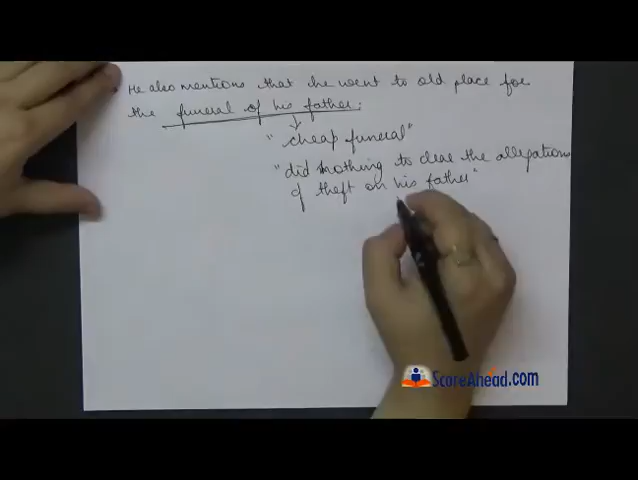 . He also mentions that he went to old place for
the funeral of his father.
↓
" cheap funeral"
" did nothing to clear the allegations
of theft on his father"
ScoreAhead.com